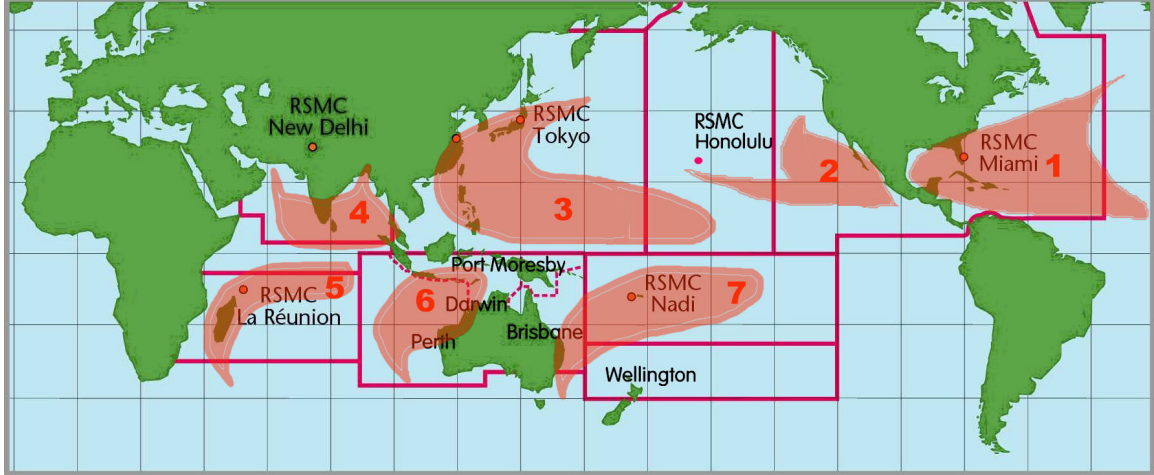 RSMC
New Delhi
RSMC
Tokyo
RSMC
Honolulu
RSMC
Miami
1
2
3
4
Port Moresby
RSMC
La Réunion
5
6
Darwin
RSMC
Nadi
7
Perth
Brisbane
Wellington